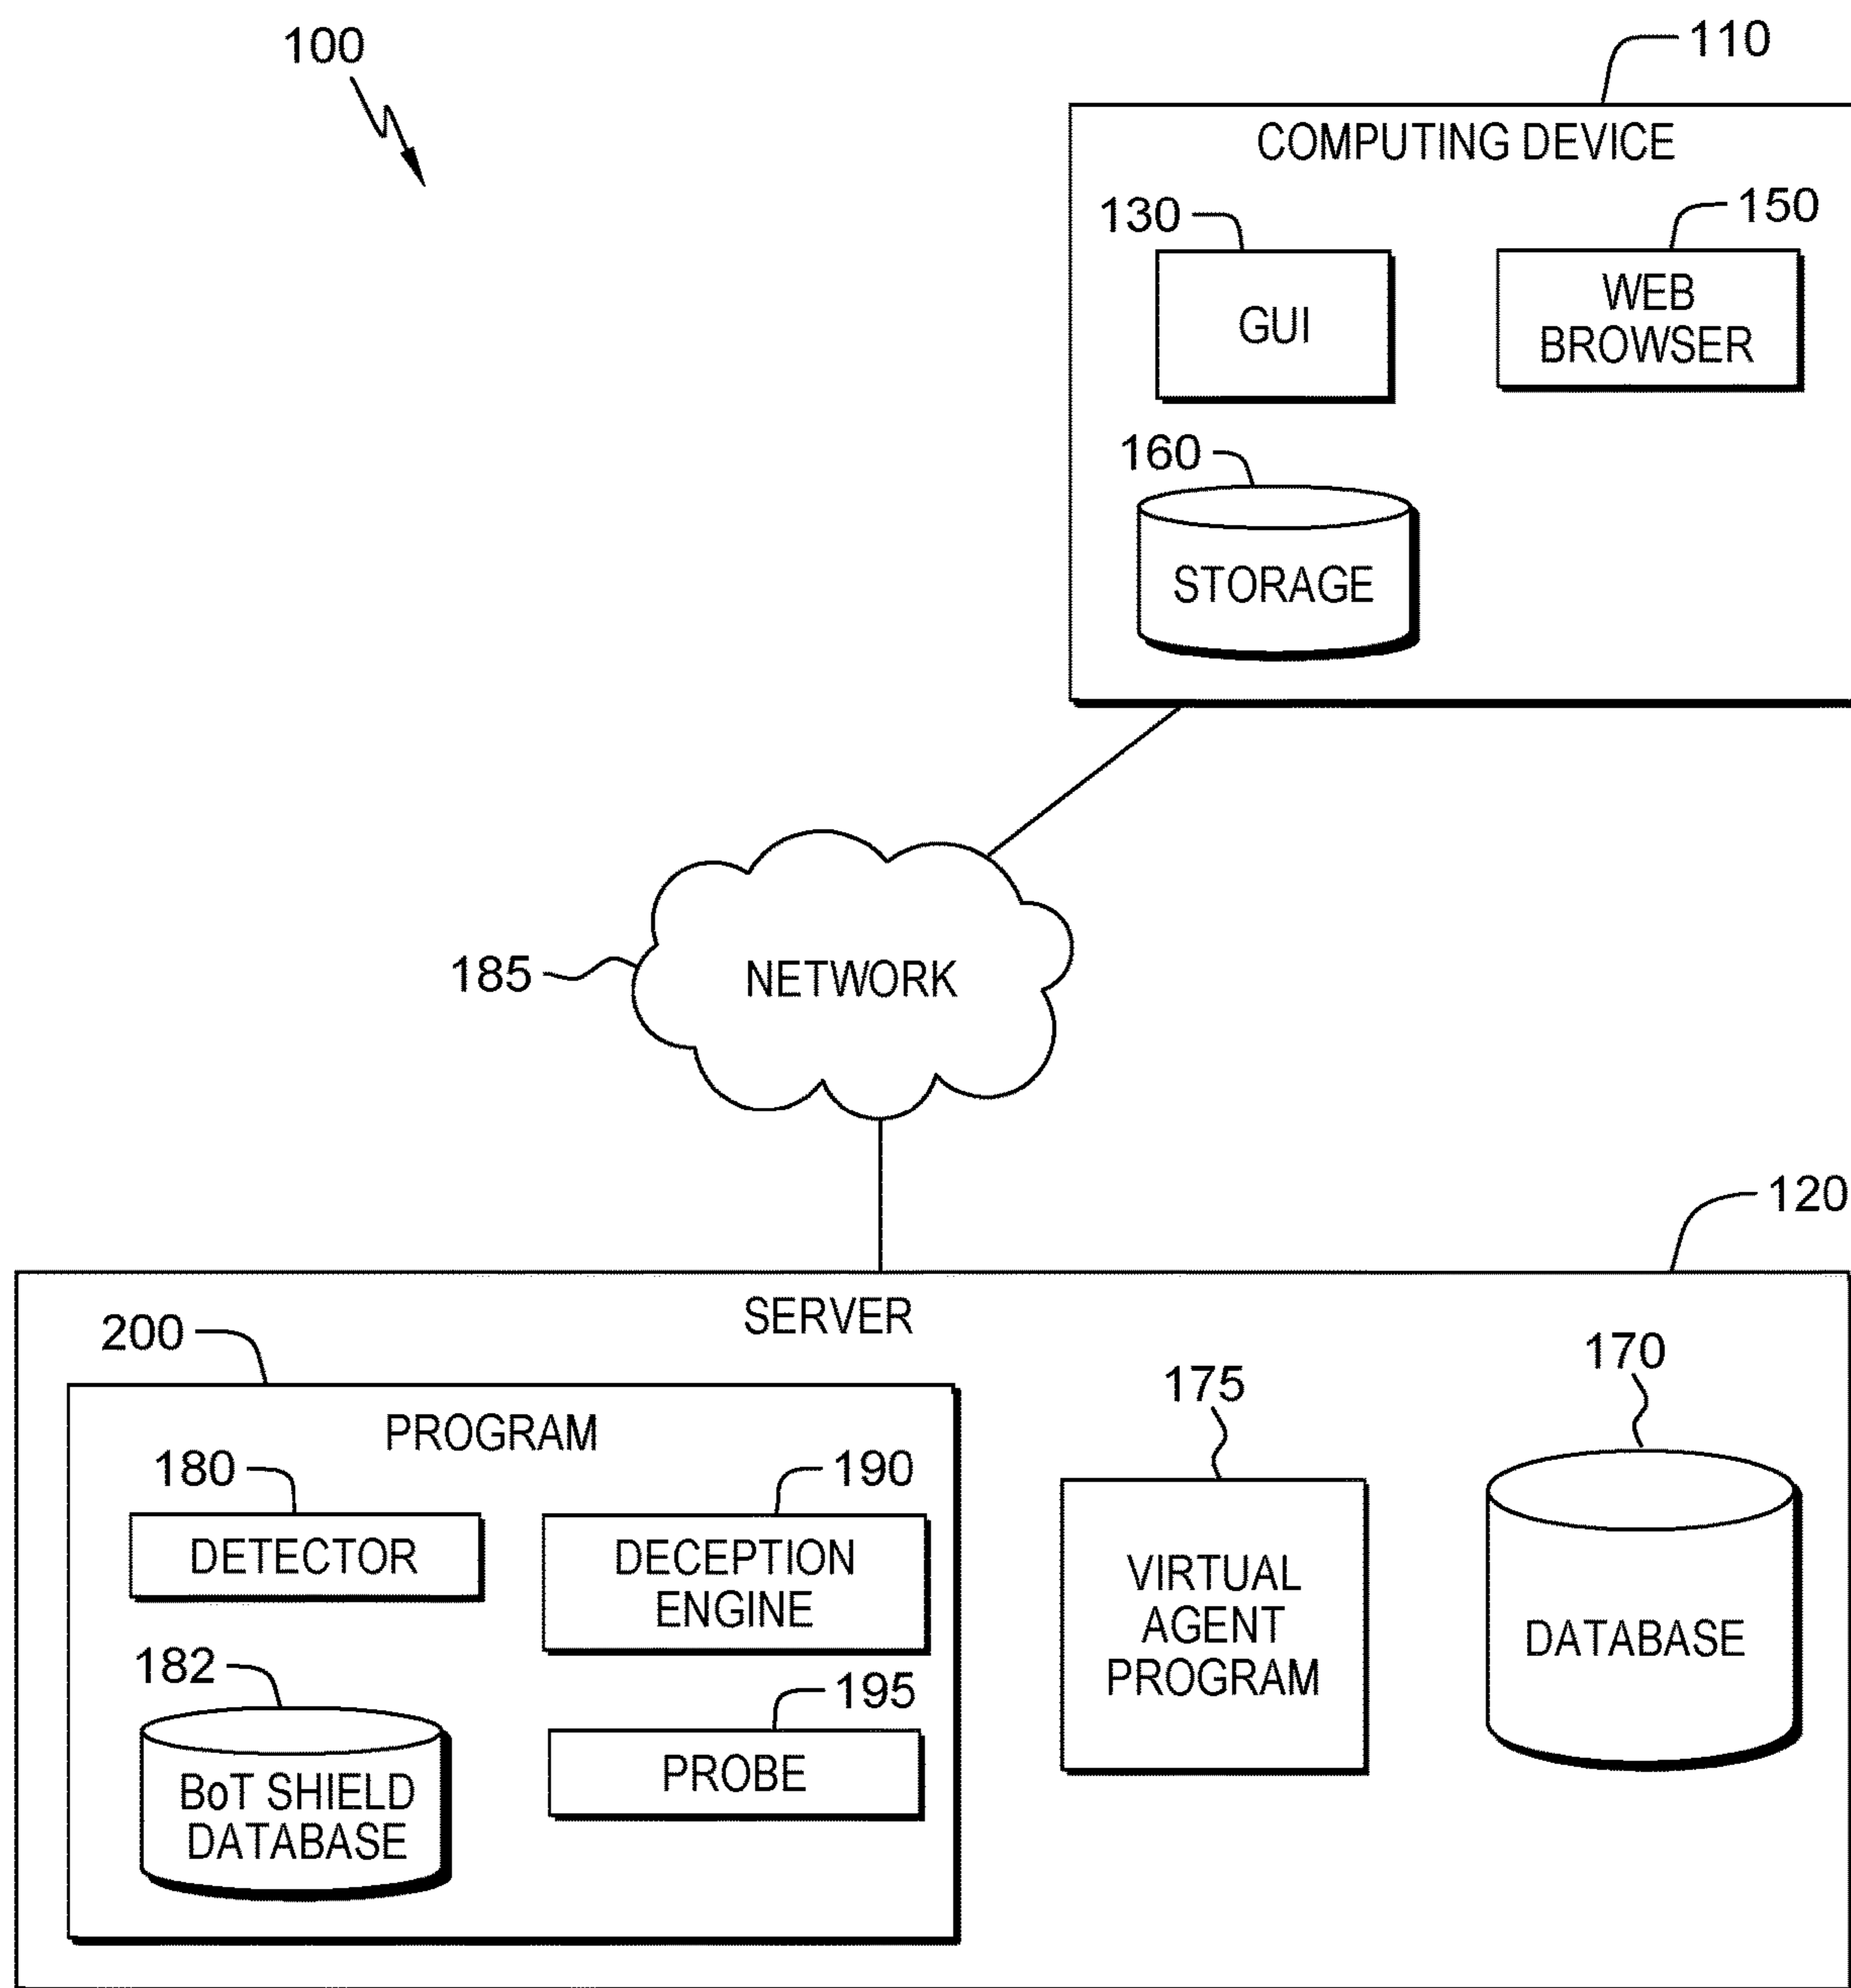 100
110
COMPUTING DEVICE
130
150
GUI
WEB
BROWSER
160
STORAGE
185
NETWORK
120
SERVER
200
PROGRAM
180
190
DETECTOR
DECEPTION
ENGINE
182
195
BoT SHIELD
DATABASE
PROBE
175
VIRTUAL
AGENT
PROGRAM
170
DATABASE